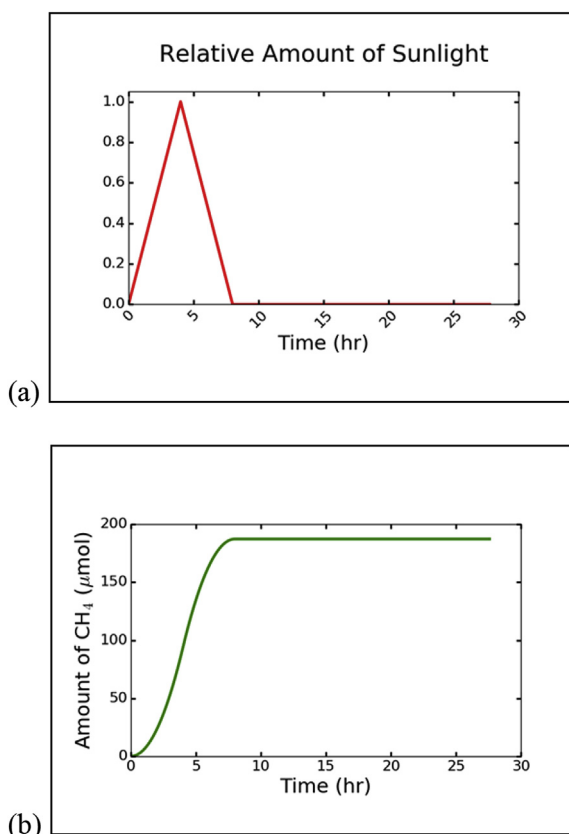 Relative Amount of Sunlight
1.0
0.8
0.6
0.4
0.2
0.0
0 5 10 15 20 25 30
Time (hr)
(a)
Amount of CH₄ (μmol)
200
150
100
50
0
0 5 10 15 20 25 30
Time (hr)
(b)